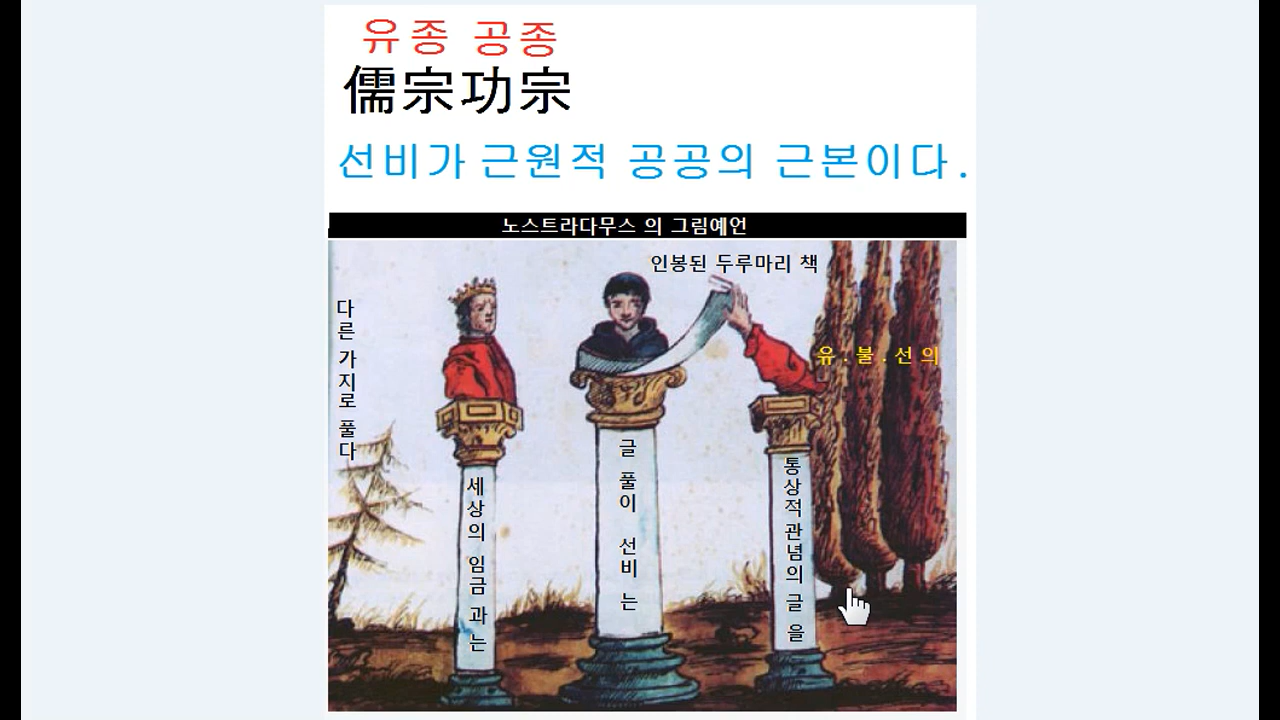 유종 공종
儒宗功宗
선비가 근원적 공공의 근본이다.
노스트라다무스 의 그림예언
인봉된 두루마리 책
다른 가지로 풀다
유.불.선 의
세상의 임금 과는
글 풀이 선비 는
통상적관념의 글 을